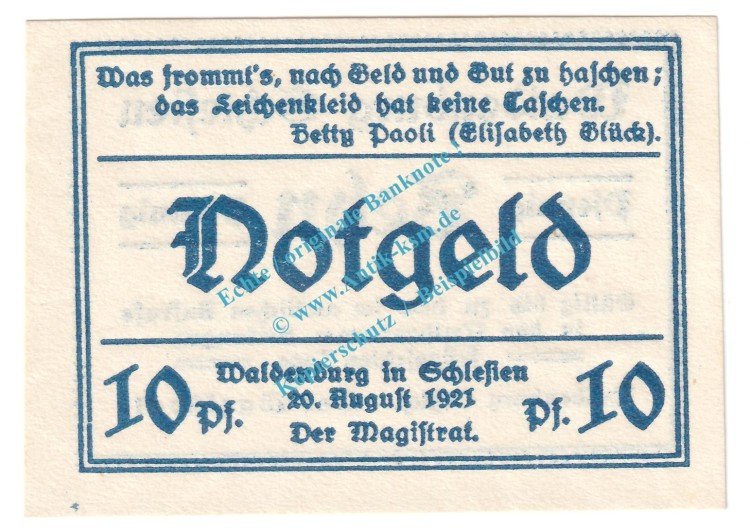 Was frommt's, nach Geld und Gut zu haschen;
das Leichenkleid hat keine Taschen.
Betty Paoli (Elisabeth Glück).
Notgeld
Echte originale Banknote !
© www.Antik-ksm.de
Kopierschutz - Beispielbild
10 Pf.
Waldenburg in Schlesien
20. August 1921
Der Magistrat.
10 Pf.